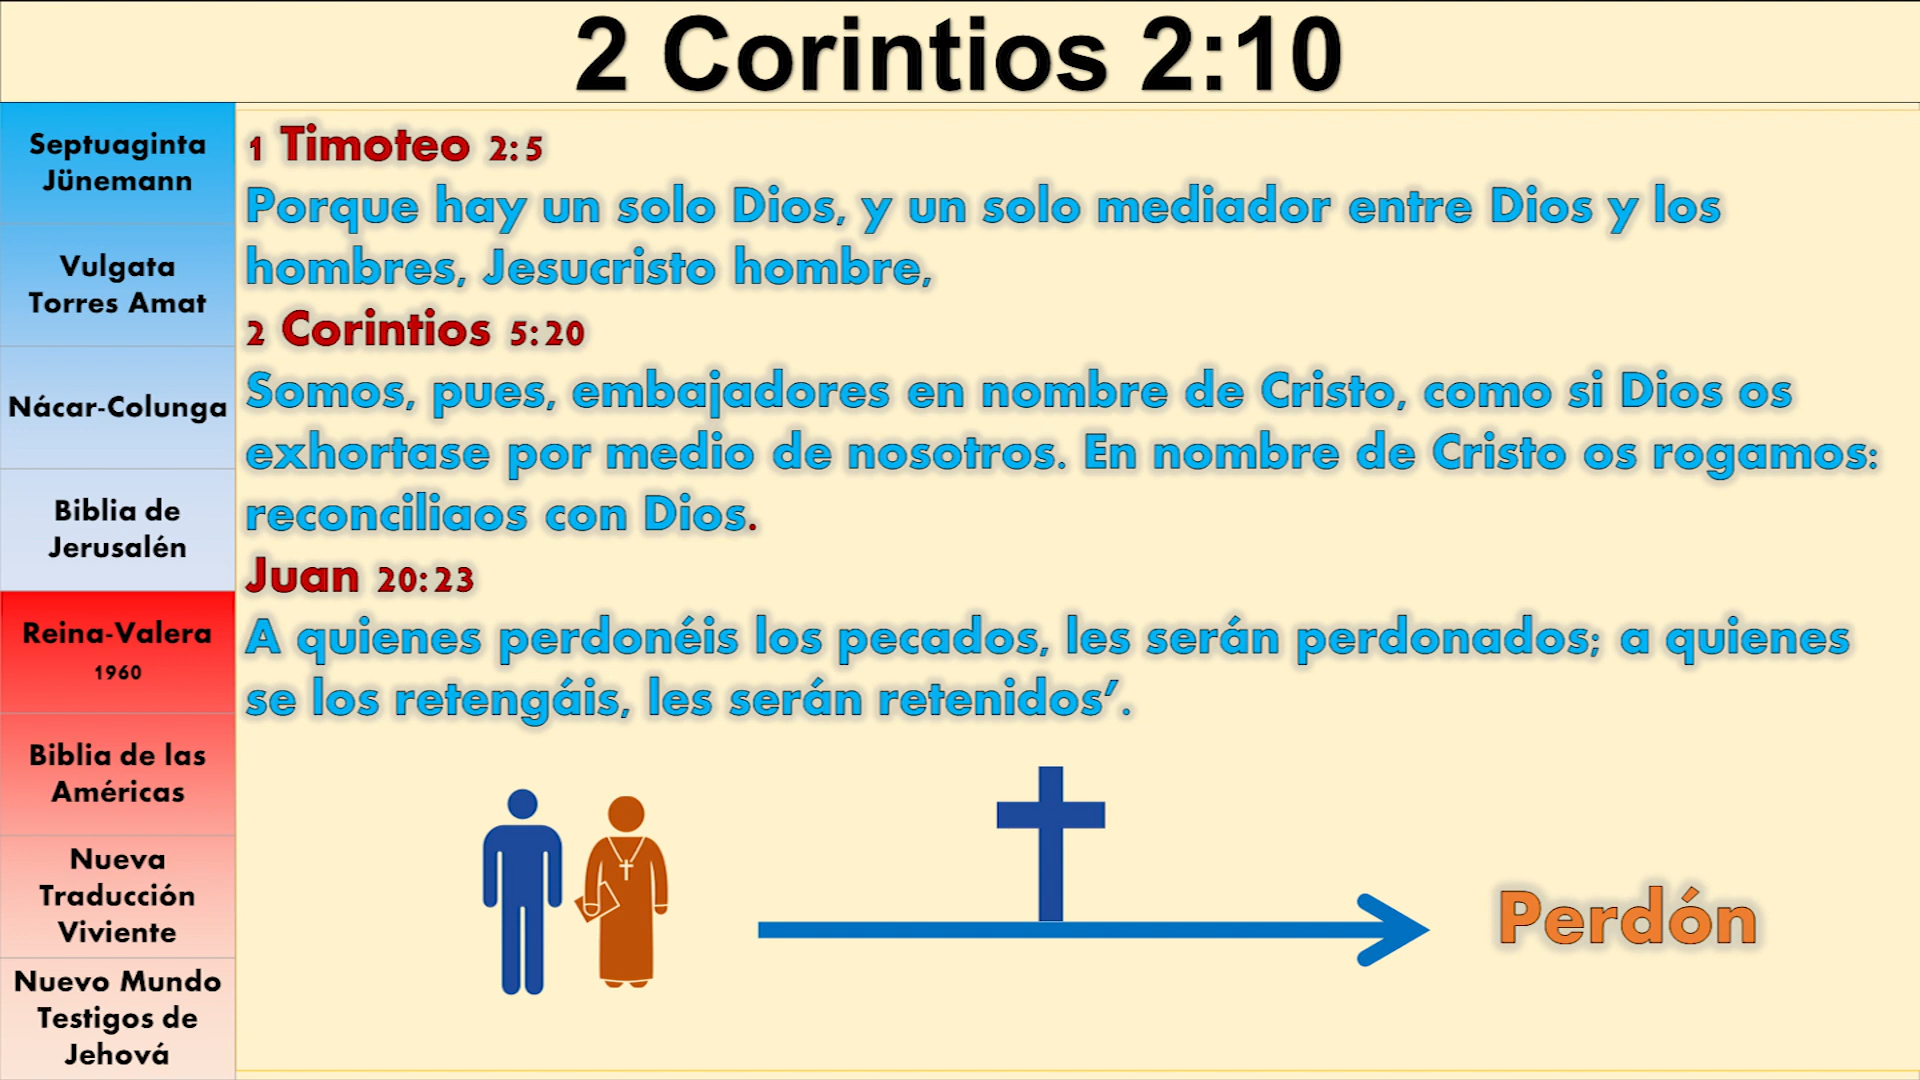 2 Corintios 2:10
Septuaginta
Jünemann
Vulgata
Torres Amat
Nácar-Colunga
Biblia de
Jerusalén
Reina-Valera
1960
Biblia de las
Américas
Nueva
Traducción
Viviente
Nuevo Mundo
Testigos de
Jehová
1 Timoteo 2:5
Porque hay un solo Dios, y un solo mediador entre Dios y los
hombres, Jesucristo hombre,
2 Corintios 5:20
Somos, pues, embajadores en nombre de Cristo, como si Dios os
exhortase por medio de nosotros. En nombre de Cristo os rogamos:
reconciliaos con Dios.
Juan 20:23
A quienes perdonéis los pecados, les serán perdonados; a quienes
se los retengáis, les serán retenidos’.
Perdón